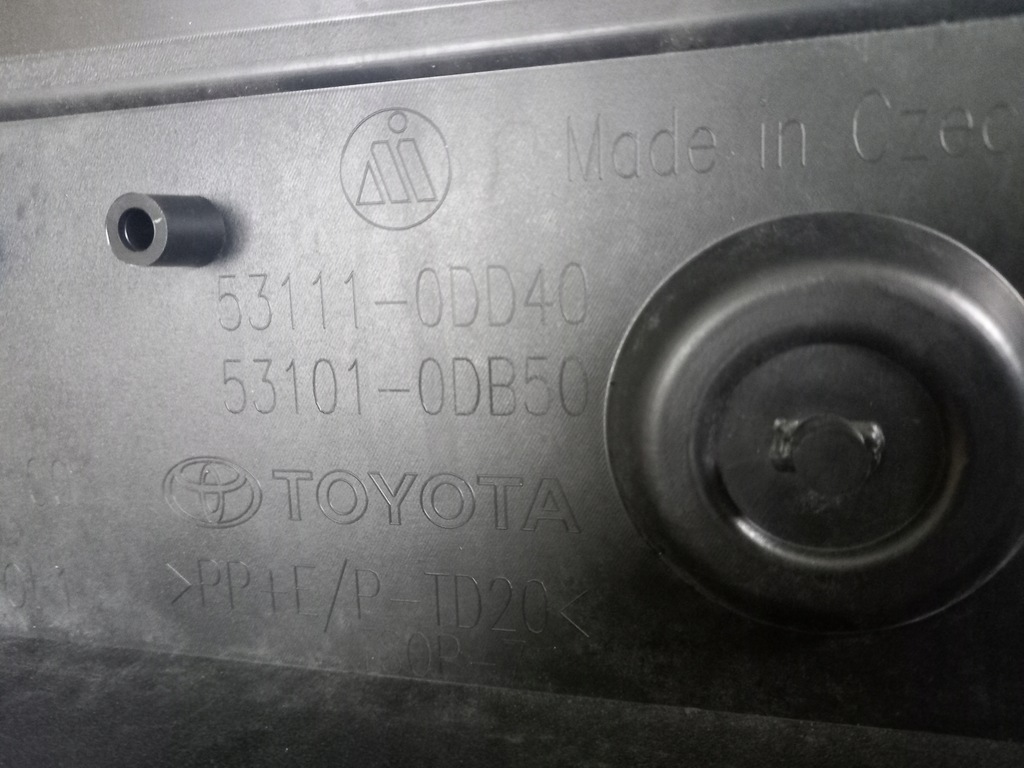 Made in Czec
53111-0DD40
53101-0DB50
TOYOTA
>PP+E/P-TD20<